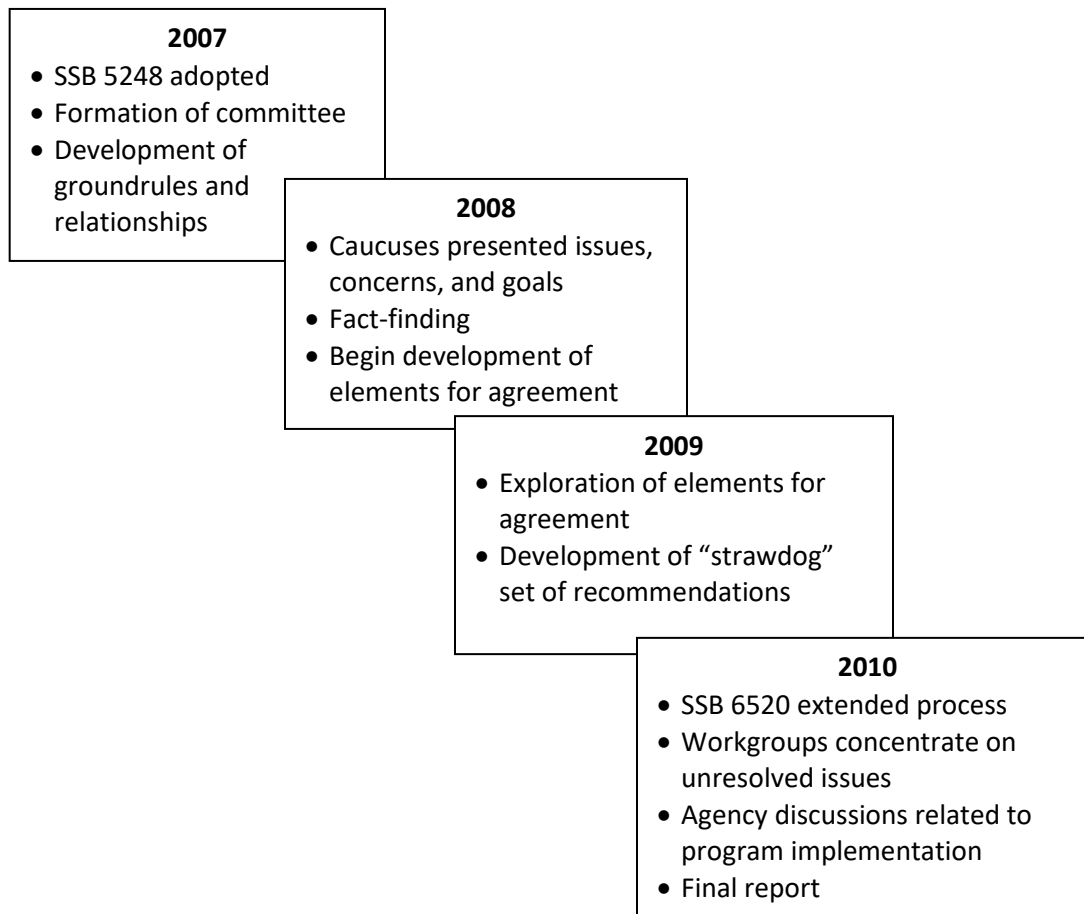 2007
• SSB 5248 adopted
• Formation of committee
• Development of
groundrules and
relationships
2008
• Caucuses presented issues,
concerns, and goals
• Fact-finding
• Begin development of
elements for agreement
2009
• Exploration of elements for
agreement
• Development of “strawdog”
set of recommendations
2010
• SSB 6520 extended process
• Workgroups concentrate on
unresolved issues
• Agency discussions related to
program implementation
• Final report